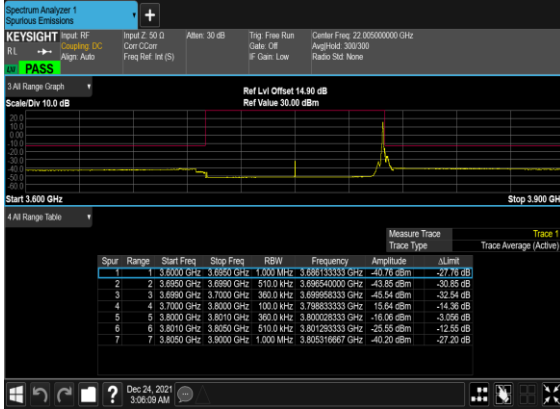 Spectrum Analyzer 1
Spurious Emissions
+
KEYSIGHT Input: RF Input Z: 50 Ω Atten: 30 dB Trig: Free Run Center Freq: 22.005000000 GHz
RL Coupling: DC Corr CCorr Gate: Off Avg|Hold: 300/300
Align: Auto Freq Ref: Int (S) IF Gain: Low Radio Std: None
PASS
3 All Range Graph
Ref Lvl Offset 14.90 dB
Scale/Div 10.0 dB Ref Value 30.00 dBm
20.0
10.0
0.00
-10.0
-20.0
-30.0
-40.0
-50.0
-60.0
Start 3.600 GHz Stop 3.900 GH
4 All Range Table
Measure Trace Trace 1
Trace Type Trace Average (Active)
Spur Range Start Freq Stop Freq RBW Frequency Amplitude ΔLimit
1 1 3.6000 GHz 3.6950 GHz 1.000 MHz 3.686133333 GHz -40.76 dBm -27.76 dB
2 2 3.6950 GHz 3.6990 GHz 510.0 kHz 3.696540000 GHz -43.85 dBm -30.85 dB
3 3 3.6990 GHz 3.7000 GHz 360.0 kHz 3.699958333 GHz -45.54 dBm -32.54 dB
4 4 3.7000 GHz 3.8000 GHz 100.0 kHz 3.798833333 GHz 15.64 dBm -14.36 dB
5 5 3.8000 GHz 3.8010 GHz 360.0 kHz 3.800028333 GHz -16.06 dBm -3.056 dB
6 6 3.8010 GHz 3.8050 GHz 510.0 kHz 3.801293333 GHz -25.55 dBm -12.55 dB
7 7 3.8050 GHz 3.9000 GHz 1.000 MHz 3.805316667 GHz -40.20 dBm -27.20 dB
? Dec 24, 2021
3:06:09 AM